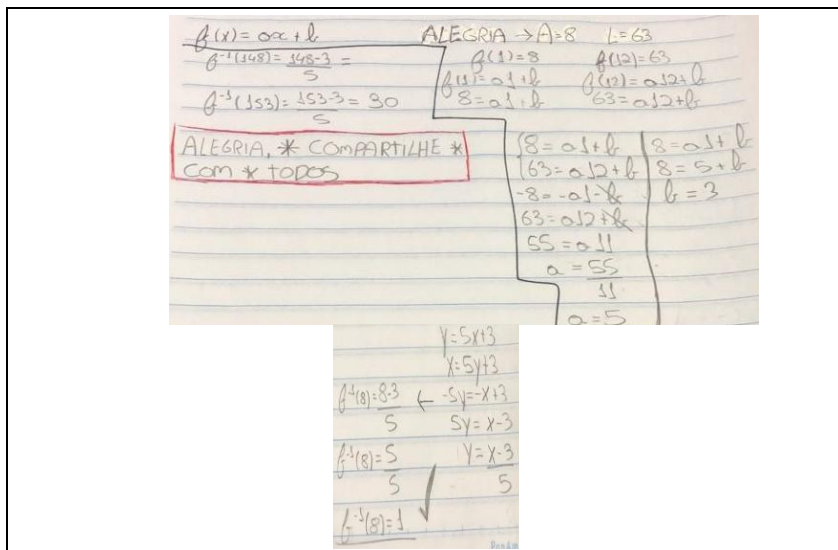 f(x) = ax + b
ALEGRIA → A=8 L=63
f⁻¹(148) = 148-3 / 5 =
f⁻¹(153) = 153-3 / 5 = 30
ALEGRIA, * COMPARTILHE *
COM * TODOS
f(1)=8 f(12)=63
f(1)=a1+b f(12)=a12+b
8=a1+b 63=a12+b
{8=a1+b
{63=a12+b
-8=-a1-b
63=a12+b
55=a11
a = 55 / 11
a=5
8=a1+b
8=5+b
b=3
y=5x+3
x=5y+3
-5y=-x+3
5y=x-3
y=x-3 / 5
f⁻¹(8)=8-3 / 5 ←
f⁻¹(8)=5 / 5
f⁻¹(8)=1